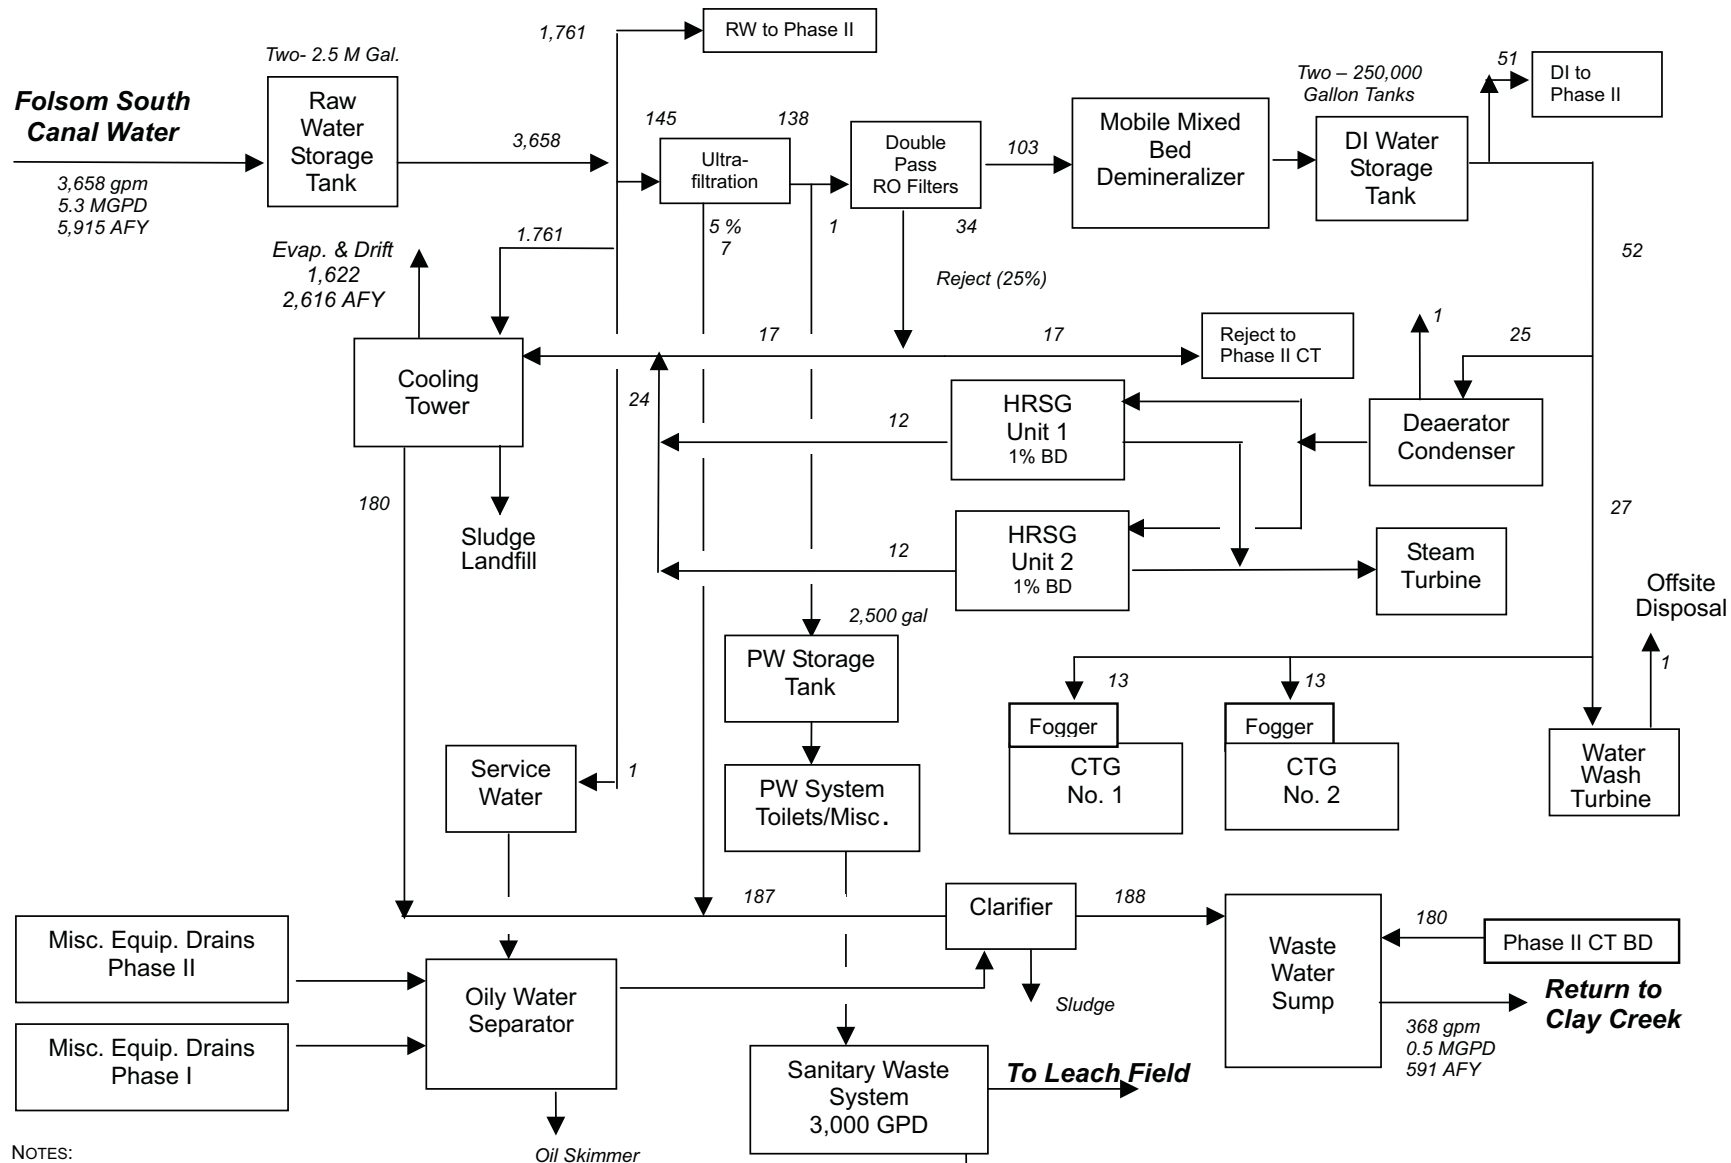 1,761
RW to Phase II
Two- 2.5 M Gal.
Folsom South
Canal Water
3,658 gpm
5.3 MGPD
5,915 AFY
Raw
Water
Storage
Tank
3,658
145
138
Ultra-
filtration
5 %
7
1
Double
Pass
RO Filters
34
Reject (25%)
103
Mobile Mixed
Bed
Demineralizer
Two – 250,000
Gallon Tanks
DI Water
Storage
Tank
51
DI to
Phase II
52
1.761
Evap. & Drift
1,622
2,616 AFY
Cooling
Tower
17
17
Reject to
Phase II CT
1
25
24
12
HRSG
Unit 1
1% BD
Deaerator
Condenser
180
Sludge
Landfill
12
HRSG
Unit 2
1% BD
Steam
Turbine
27
Offsite
Disposal
1
2,500 gal
PW Storage
Tank
13
13
Fogger
CTG
No. 1
Fogger
CTG
No. 2
Water
Wash
Turbine
Service
Water
1
PW System
Toilets/Misc.
187
Clarifier
188
Waste
Water
Sump
180
Phase II CT BD
Misc. Equip. Drains
Phase II
Oily Water
Separator
Sludge
368 gpm
0.5 MGPD
591 AFY
Return to
Clay Creek
Misc. Equip. Drains
Phase I
Sanitary Waste
System
3,000 GPD
To Leach Field
NOTES:
Oil Skimmer